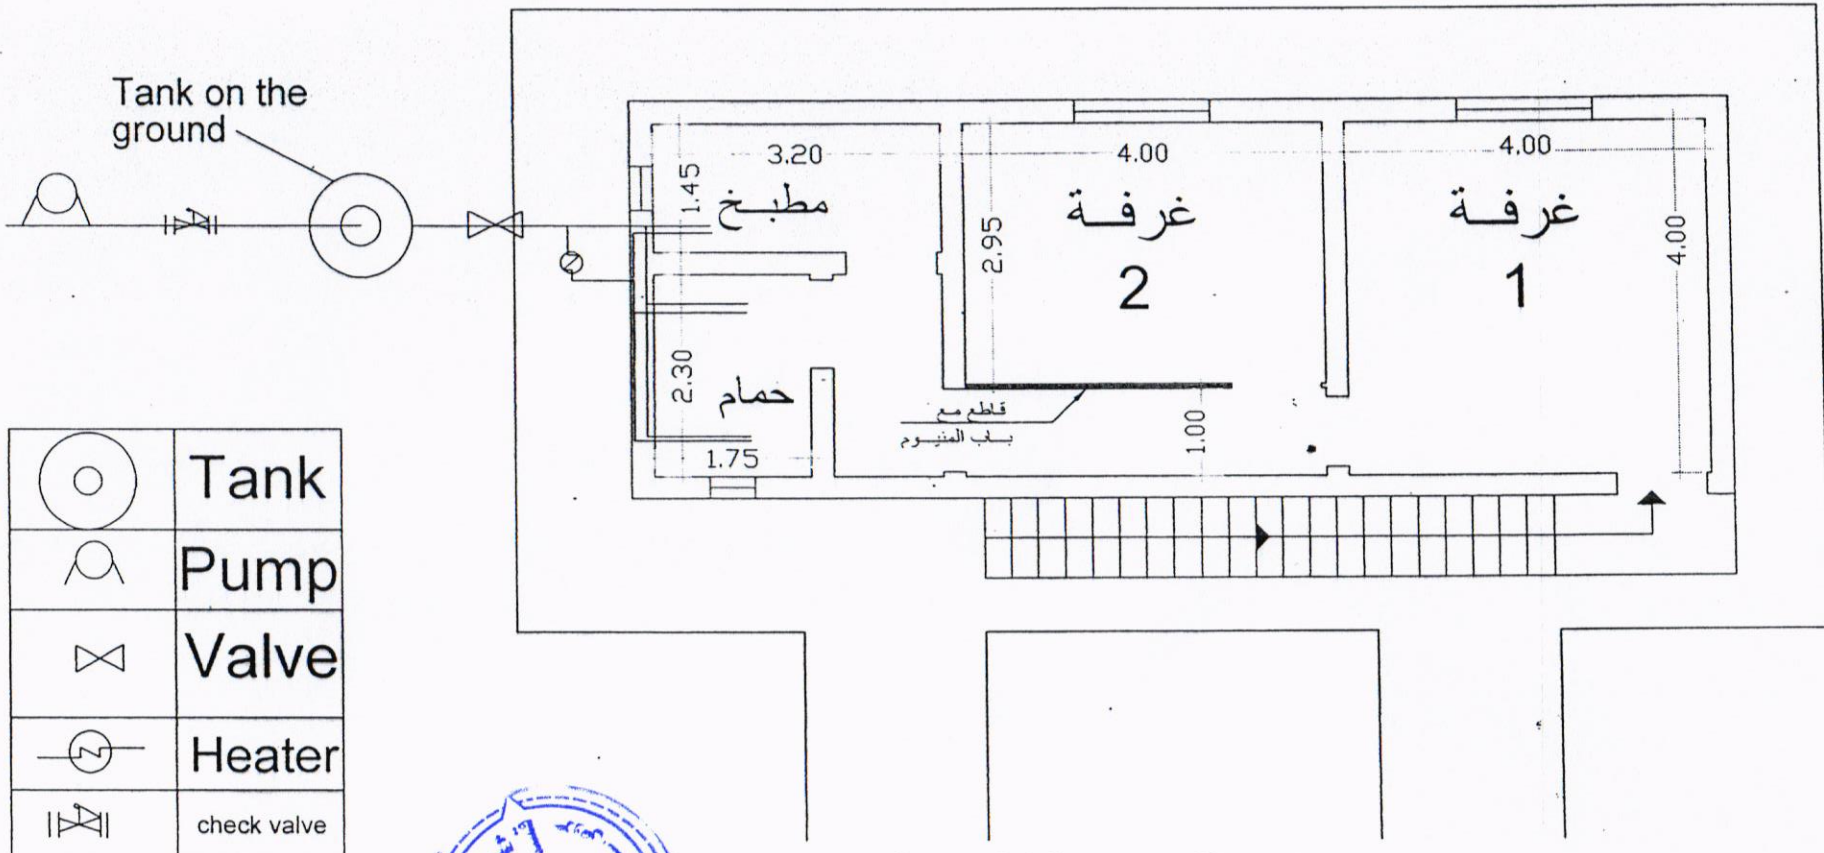 Tank on the
ground
3.20
4.00
4.00
1.45
مطبخ
غرفة
2
غرفة
1
2.95
4.00
2.30
حمام
قاطع مع
باب المنيوم
1.00
1.75
Tank
Pump
Valve
Heater
check valve